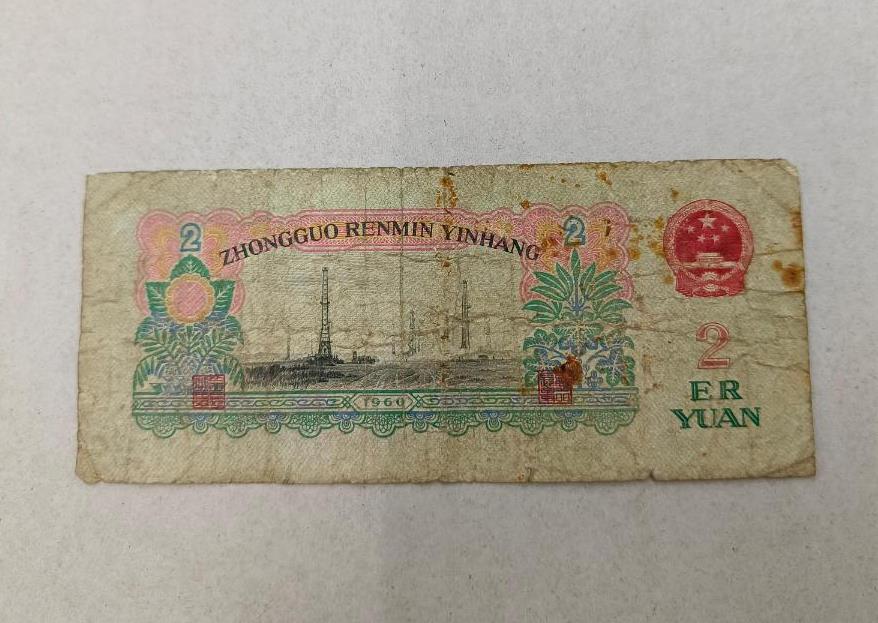 2
ZHONGGUO RENMIN YINHANG
2
2
ER
YUAN
1960